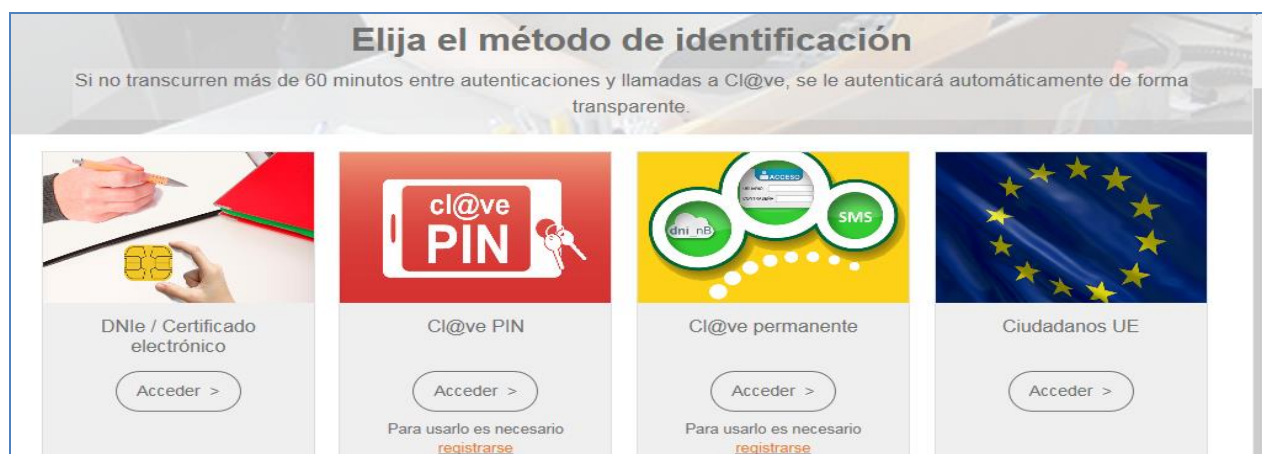 Elija el método de identificación
Si no transcurren más de 60 minutos entre autenticaciones y llamadas a Cl@ve, se le autenticará automáticamente de forma
transparente.
cl@ve
PIN
ACCESO
dni_nB
SMS
DNIe / Certificado
electrónico
Acceder >
Cl@ve PIN
Acceder >
Para usarlo es necesario
registrarse
Cl@ve permanente
Acceder >
Para usarlo es necesario
registrarse
Ciudadanos UE
Acceder >